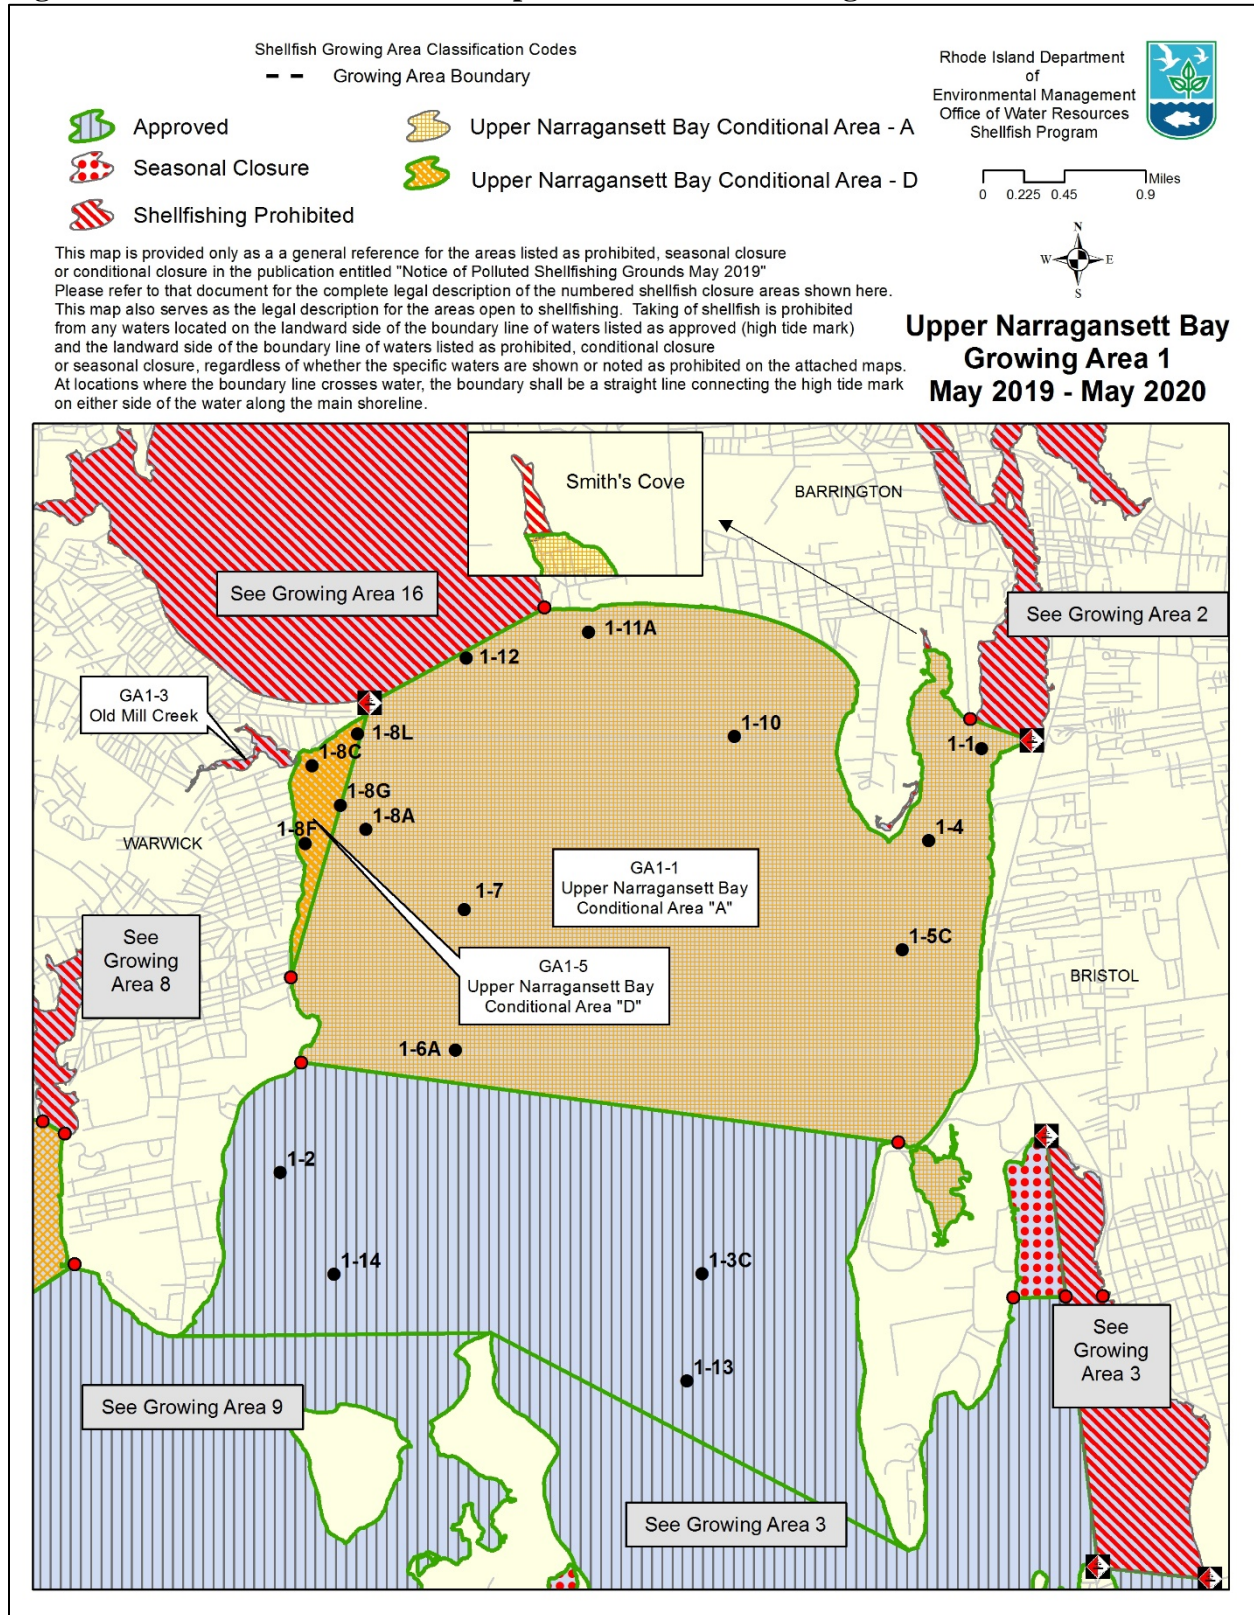 Shellfish Growing Area Classification Codes
Growing Area Boundary
Approved
Seasonal Closure
Shellfishing Prohibited
Upper Narragansett Bay Conditional Area - A
Upper Narragansett Bay Conditional Area - D
Rhode Island Department
of
Environmental Management
Office of Water Resources
Shellfish Program
Miles
0 0.225 0.45 0.9
N
W E
S
This map is provided only as a a general reference for the areas listed as prohibited, seasonal closure
or conditional closure in the publication entitled "Notice of Polluted Shellfishing Grounds May 2019"
Please refer to that document for the complete legal description of the numbered shellfish closure areas shown here.
This map also serves as the legal description for the areas open to shellfishing. Taking of shellfish is prohibited
from any waters located on the landward side of the boundary line of waters listed as approved (high tide mark)
and the landward side of the boundary line of waters listed as prohibited, conditional closure
or seasonal closure, regardless of whether the specific waters are shown or noted as prohibited on the attached maps.
At locations where the boundary line crosses water, the boundary shall be a straight line connecting the high tide mark
on either side of the water along the main shoreline.
Upper Narragansett Bay
Growing Area 1
May 2019 - May 2020
Smith's Cove
BARRINGTON
See Growing Area 16
See Growing Area 2
1-11A
1-12
GA1-3
Old Mill Creek
1-8L
1-10
1-1
1-8C
1-8G
1-8A
1-8F
1-4
WARWICK
GA1-1
Upper Narragansett Bay
Conditional Area "A"
1-7
See
Growing
Area 8
1-5C
GA1-5
Upper Narragansett Bay
Conditional Area "D"
BRISTOL
1-6A
1-2
1-14
1-3C
See
Growing
Area 3
1-13
See Growing Area 9
See Growing Area 3